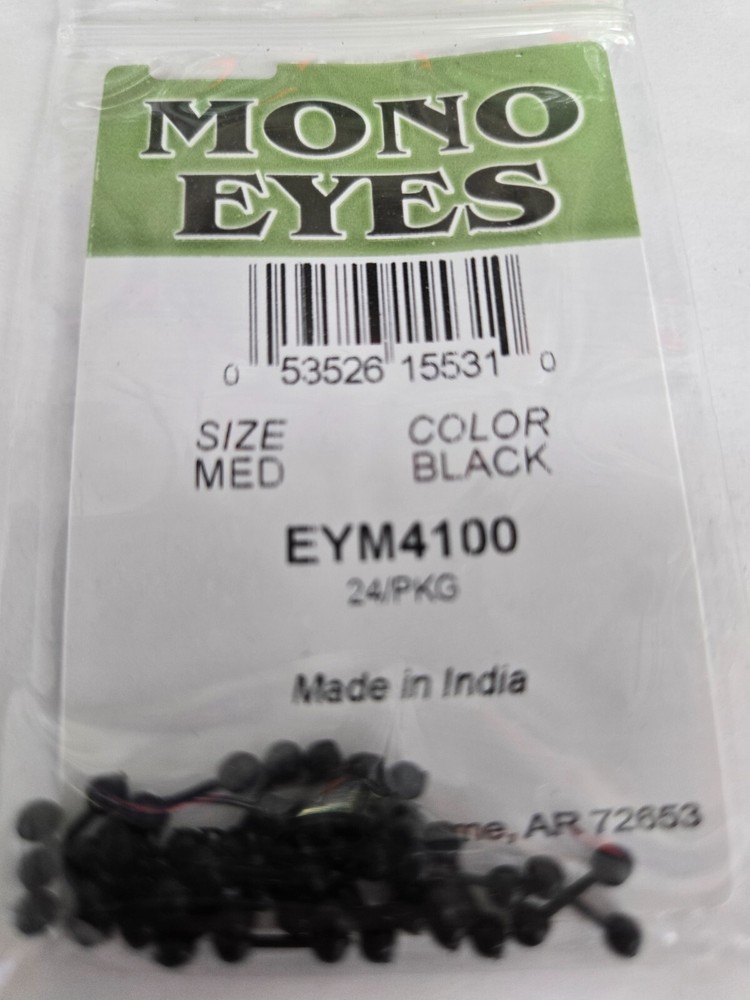 MONO
EYES
0 53526 15531 0
SIZE COLOR
MED BLACK
EYM4100
24/PKG
Made in India
AR 72653